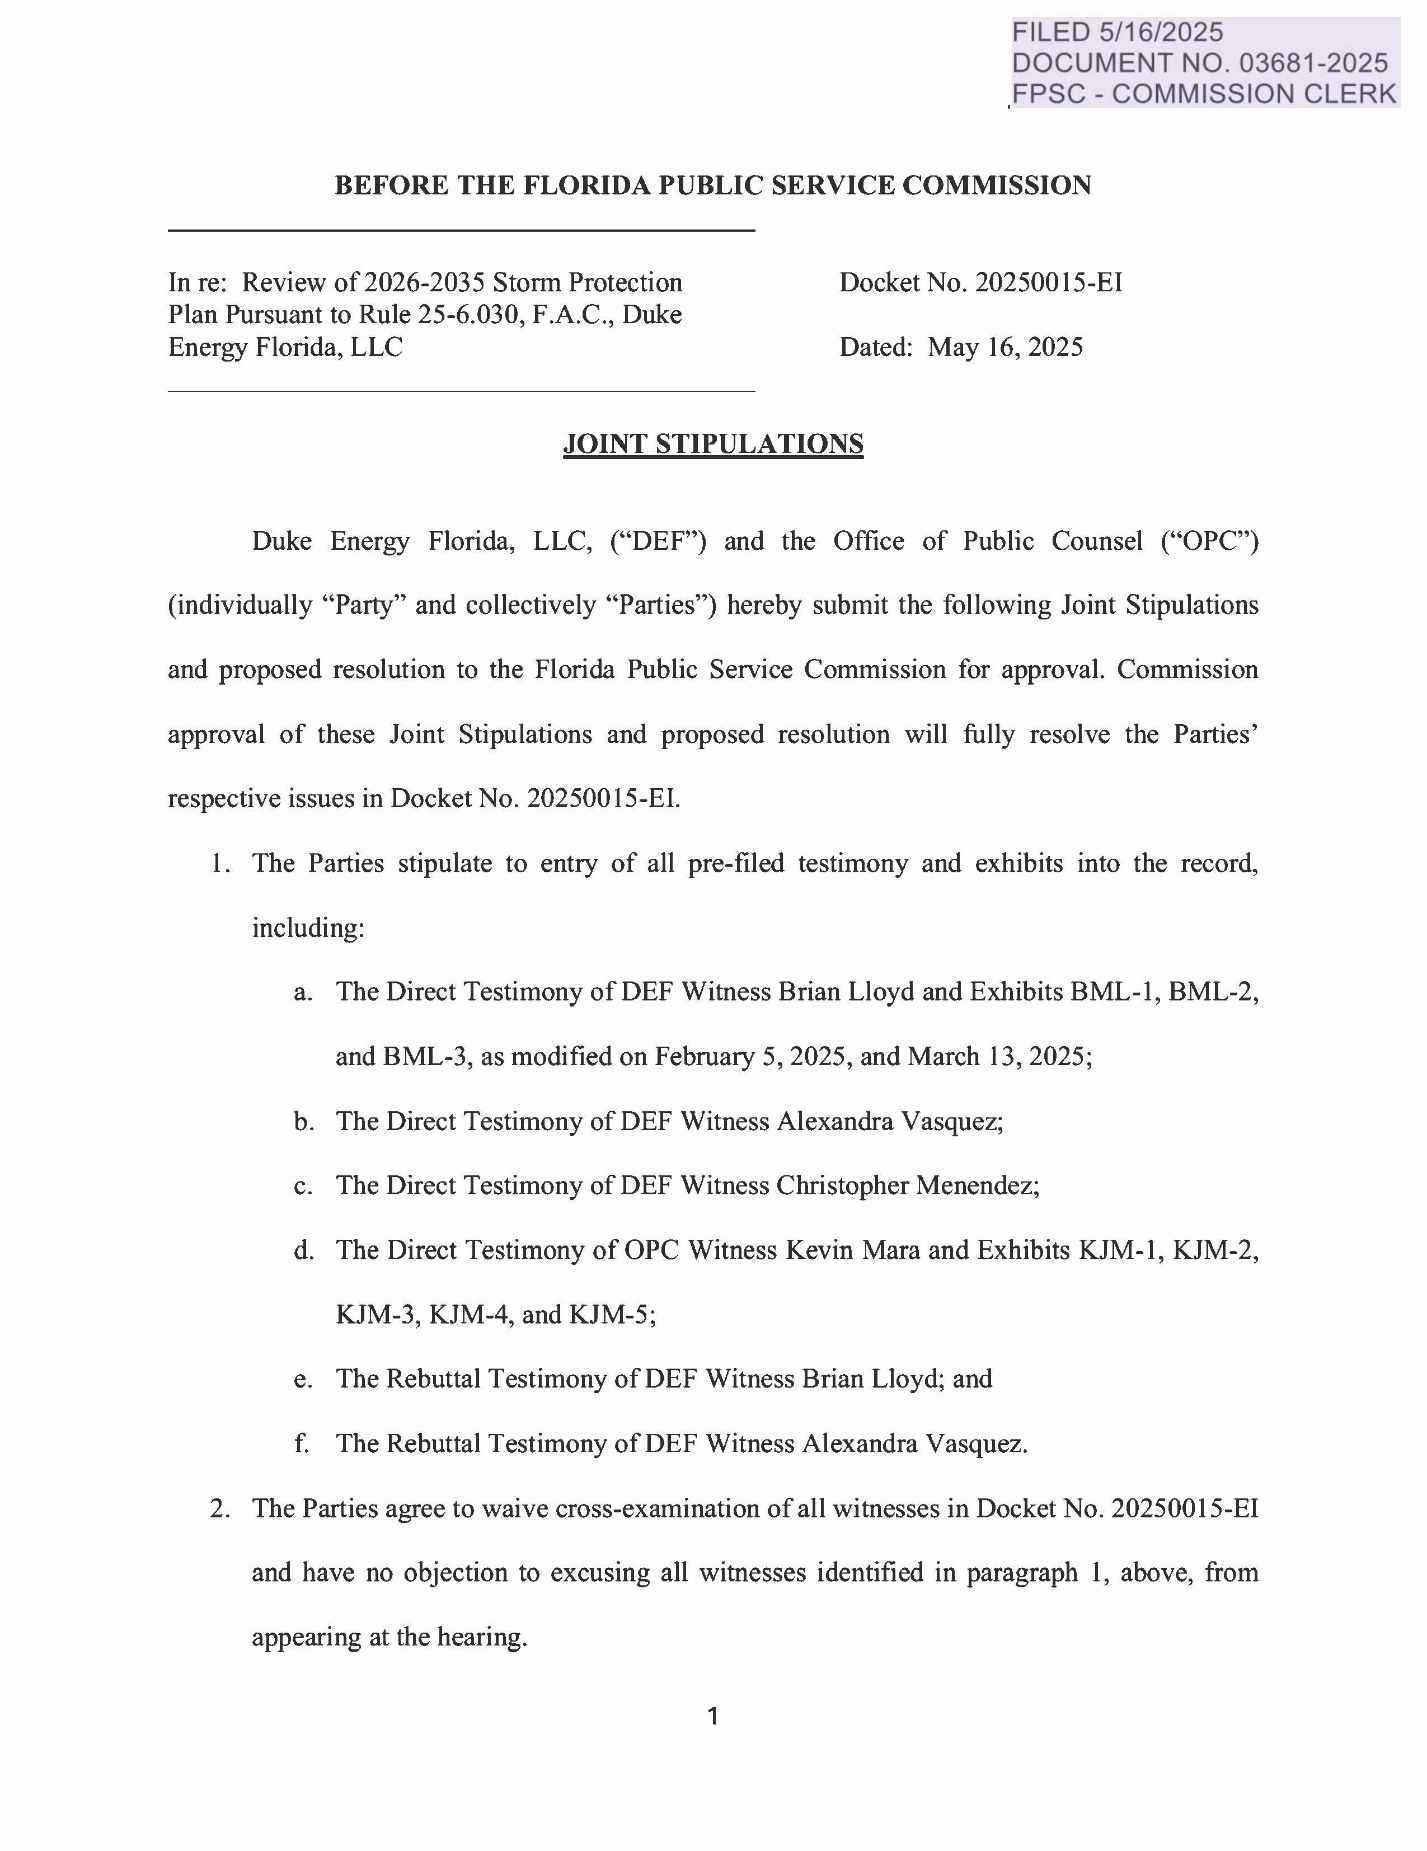 FILED 5/16/2025
DOCUMENT NO. 03681-2025
FPSC - COMMISSION CLERK
BEFORE THE FLORIDA PUBLIC SERVICE COMMISSION
In re:  Review of 2026-2035 Storm Protection
Plan Pursuant to Rule 25-6.030, F.A.C., Duke
Energy Florida, LLC
Docket No. 20250015-EI
Dated:  May 16, 2025
JOINT STIPULATIONS
Duke Energy Florida, LLC, (“DEF”) and the Office of Public Counsel (“OPC”)
(individually “Party” and collectively “Parties”) hereby submit the following Joint Stipulations
and proposed resolution to the Florida Public Service Commission for approval. Commission
approval of these Joint Stipulations and proposed resolution will fully resolve the Parties’
respective issues in Docket No. 20250015-EI.
1. The Parties stipulate to entry of all pre-filed testimony and exhibits into the record,
including:
a. The Direct Testimony of DEF Witness Brian Lloyd and Exhibits BML-1, BML-2,
and BML-3, as modified on February 5, 2025, and March 13, 2025;
b. The Direct Testimony of DEF Witness Alexandra Vasquez;
c. The Direct Testimony of DEF Witness Christopher Menendez;
d. The Direct Testimony of OPC Witness Kevin Mara and Exhibits KJM-1, KJM-2,
KJM-3, KJM-4, and KJM-5;
e. The Rebuttal Testimony of DEF Witness Brian Lloyd; and
f. The Rebuttal Testimony of DEF Witness Alexandra Vasquez.
2. The Parties agree to waive cross-examination of all witnesses in Docket No. 20250015-EI
and have no objection to excusing all witnesses identified in paragraph 1, above, from
appearing at the hearing.
1